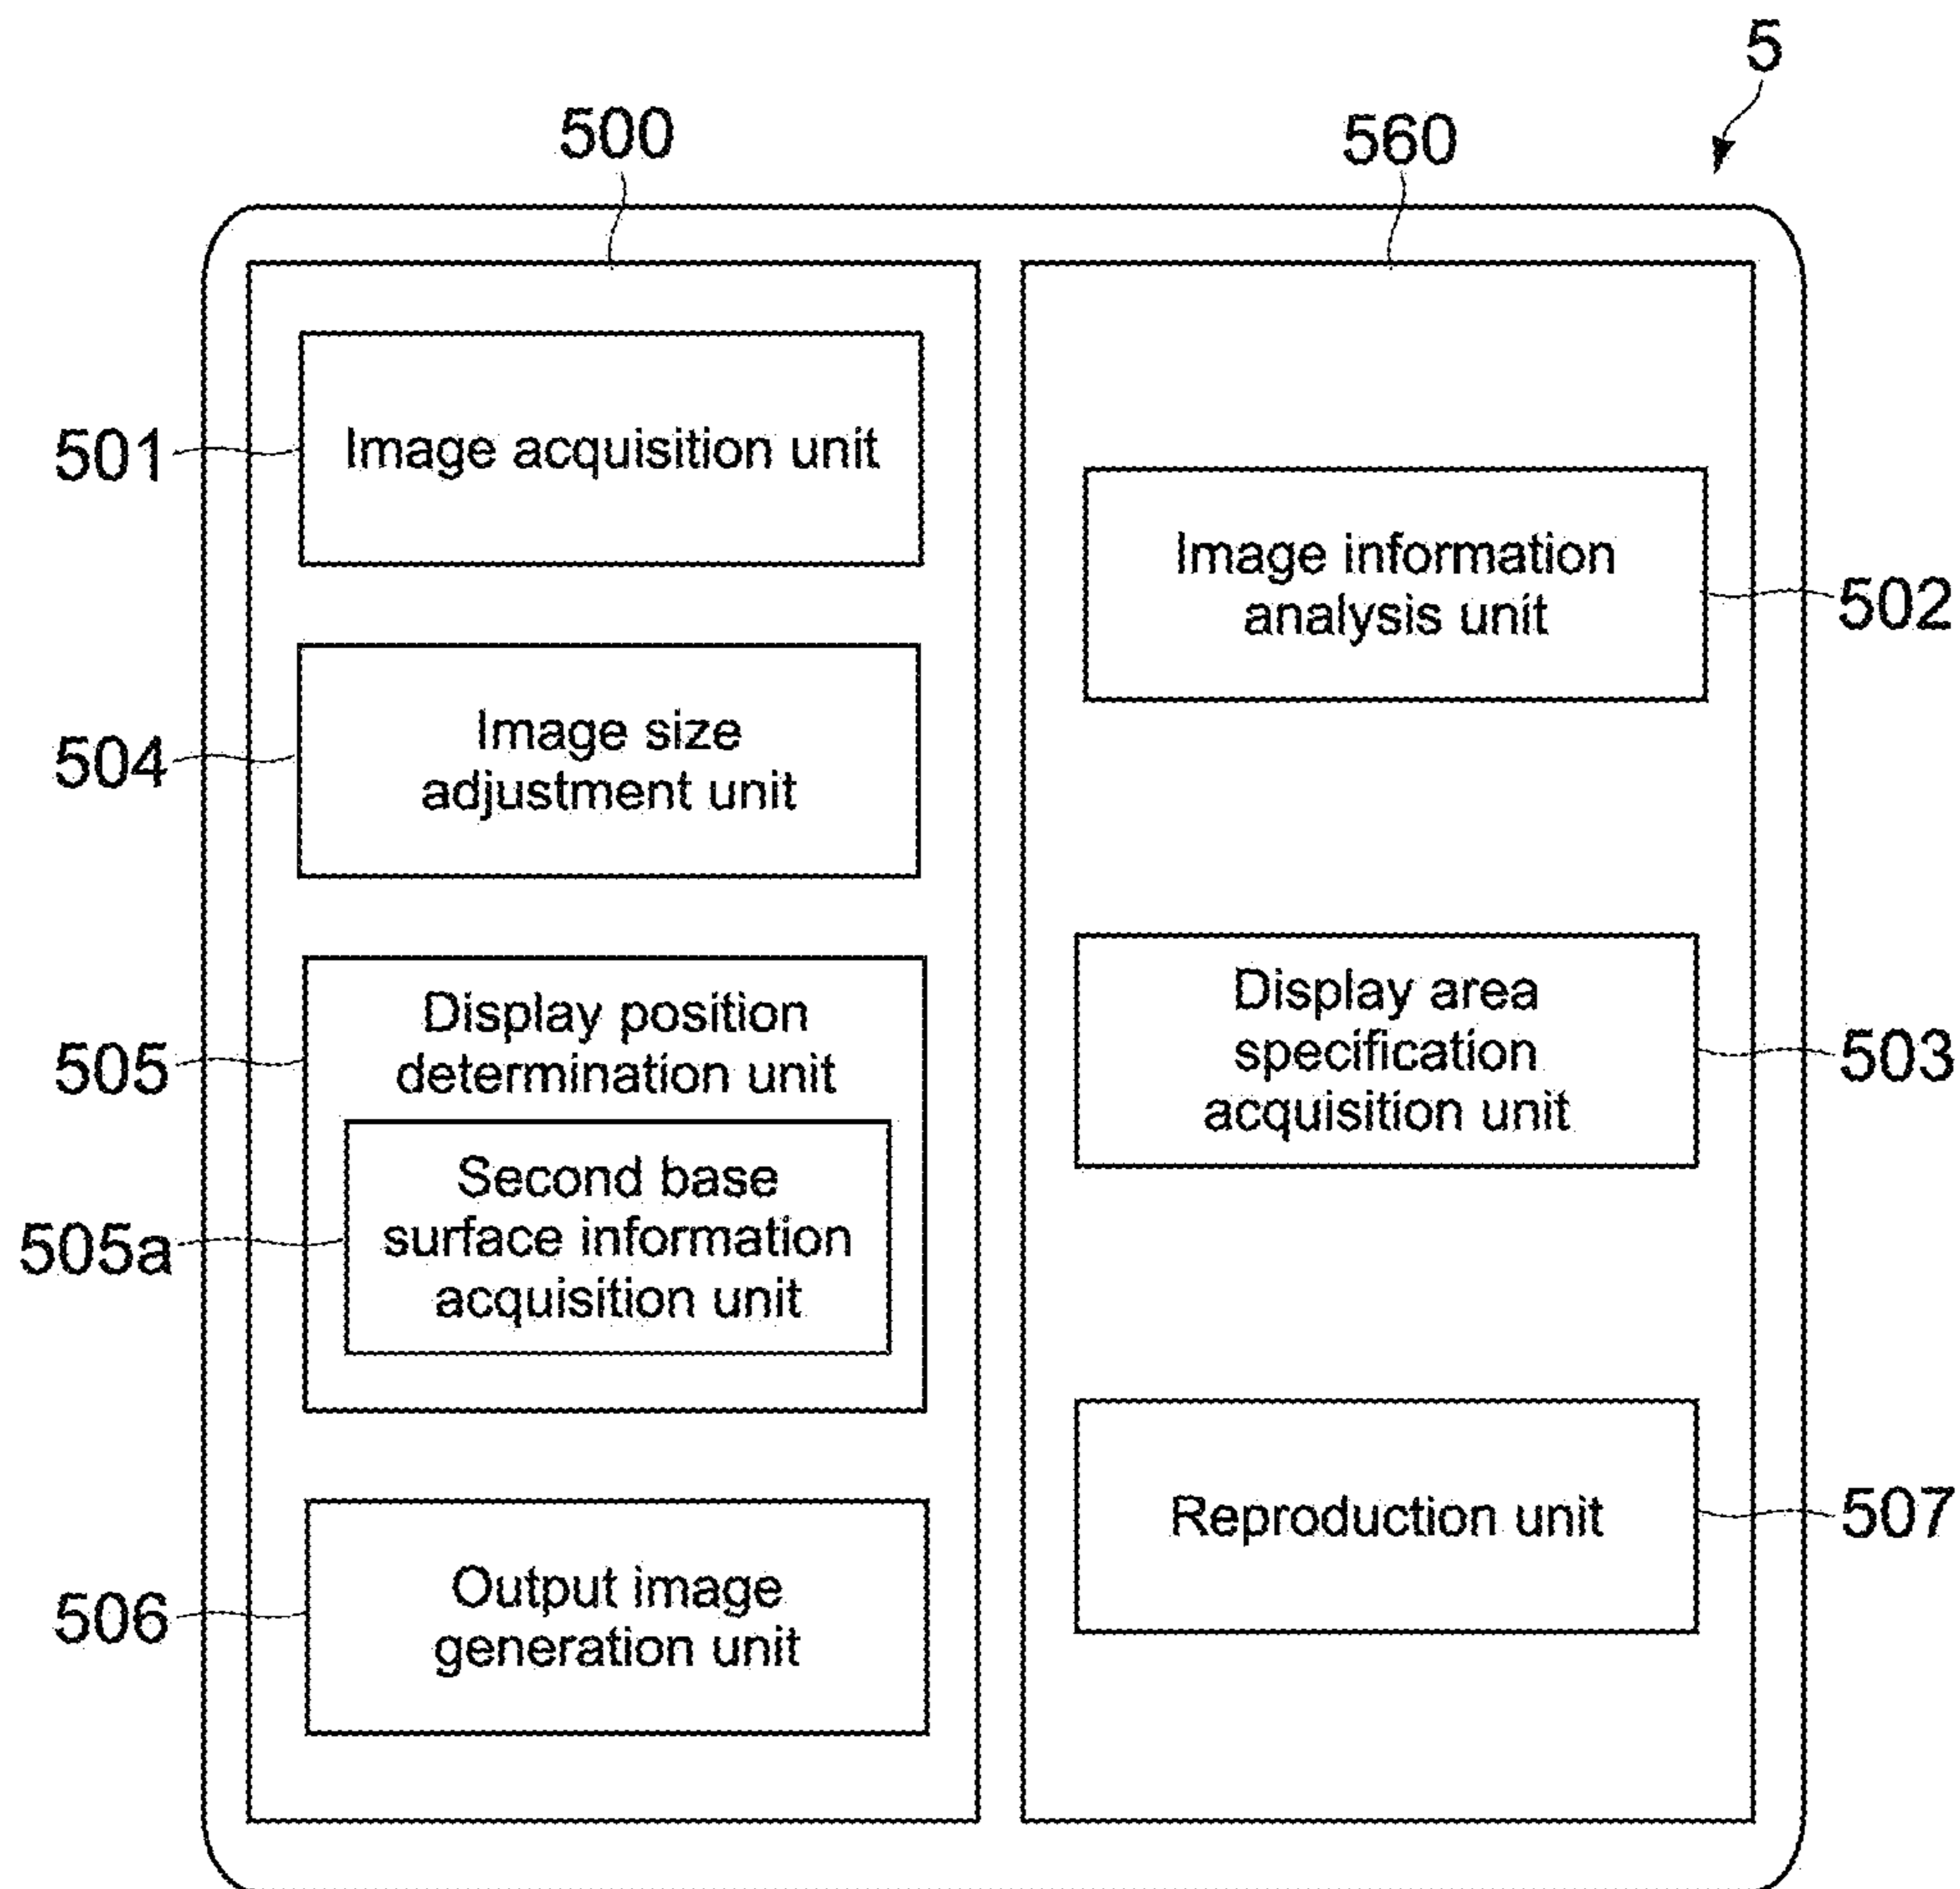 5
500
560
501
Image acquisition unit
504
Image size
adjustment unit
505
Display position
determination unit
505a
Second base
surface information
acquisition unit
506
Output image
generation unit
Image information
analysis unit
502
Display area
specification
acquisition unit
503
Reproduction unit
507